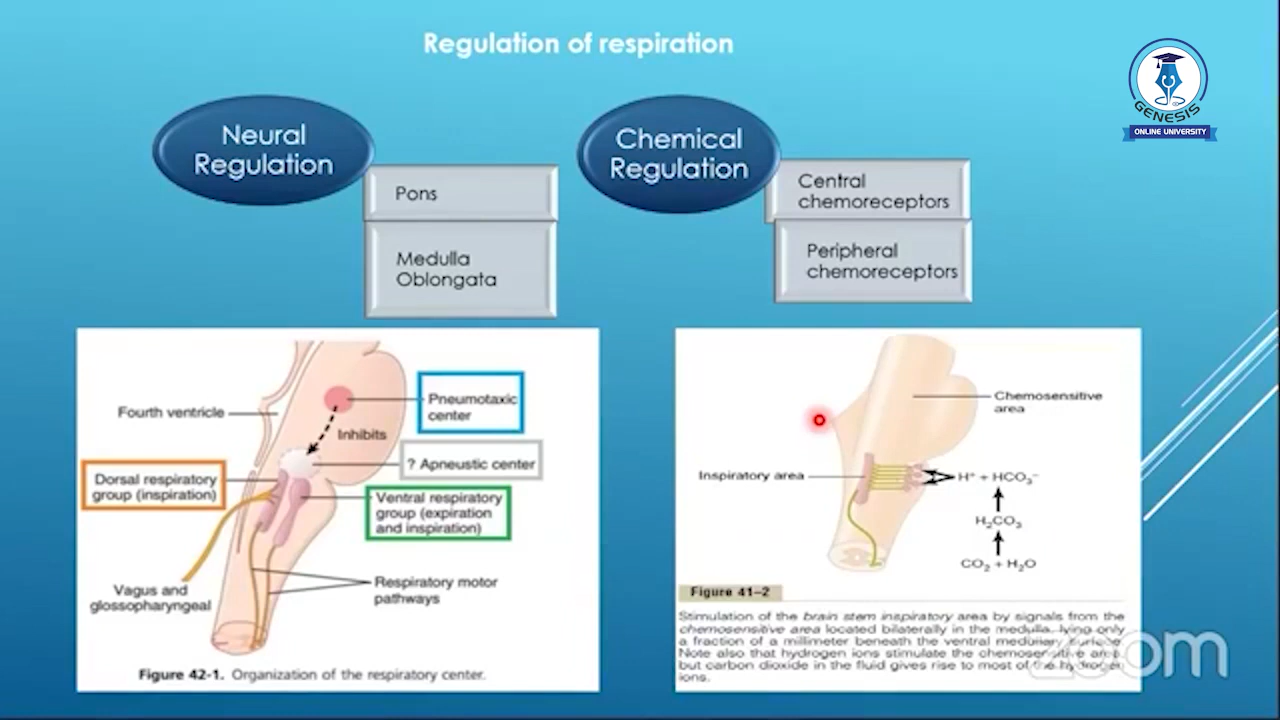 Regulation of respiration
GENESIS
ONLINE UNIVERSITY
Neural
Regulation
Pons
Medulla
Oblongata
Chemical
Regulation
Central
chemoreceptors
Peripheral
chemoreceptors
Fourth ventricle
Pneumotaxic
center
Inhibits
? Apneustic center
Dorsal respiratory
group (inspiration)
Ventral respiratory
group (expiration
and inspiration)
Vagus and
glossopharyngeal
Respiratory motor
pathways
Figure 42-1. Organization of the respiratory center.
Chemosensitive
area
Inspiratory area
H⁺ + HCO₃⁻
H₂CO₃
CO₂ + H₂O
Figure 41–2
Stimulation of the brain stem inspiratory area by signals from the
chemosensitive area located bilaterally in the medulla, lying only
a fraction of a millimeter beneath the ventral medullary
Note also that hydrogen ions stimulate the chemosensitive
but carbon dioxide in the fluid gives rise to most of the hydrogen
ions.
zoom